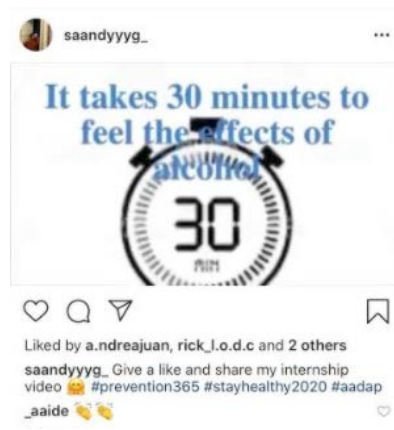 saandyyyg_
It takes 30 minutes to
feel the effects of
alcohol
30
MIN
Liked by a.ndreajuan, rick_l.o.d.c and 2 others
saandyyyg_ Give a like and share my internship
video 🤗 #prevention365 #stayhealthy2020 #aadap
_aaide 👏👏